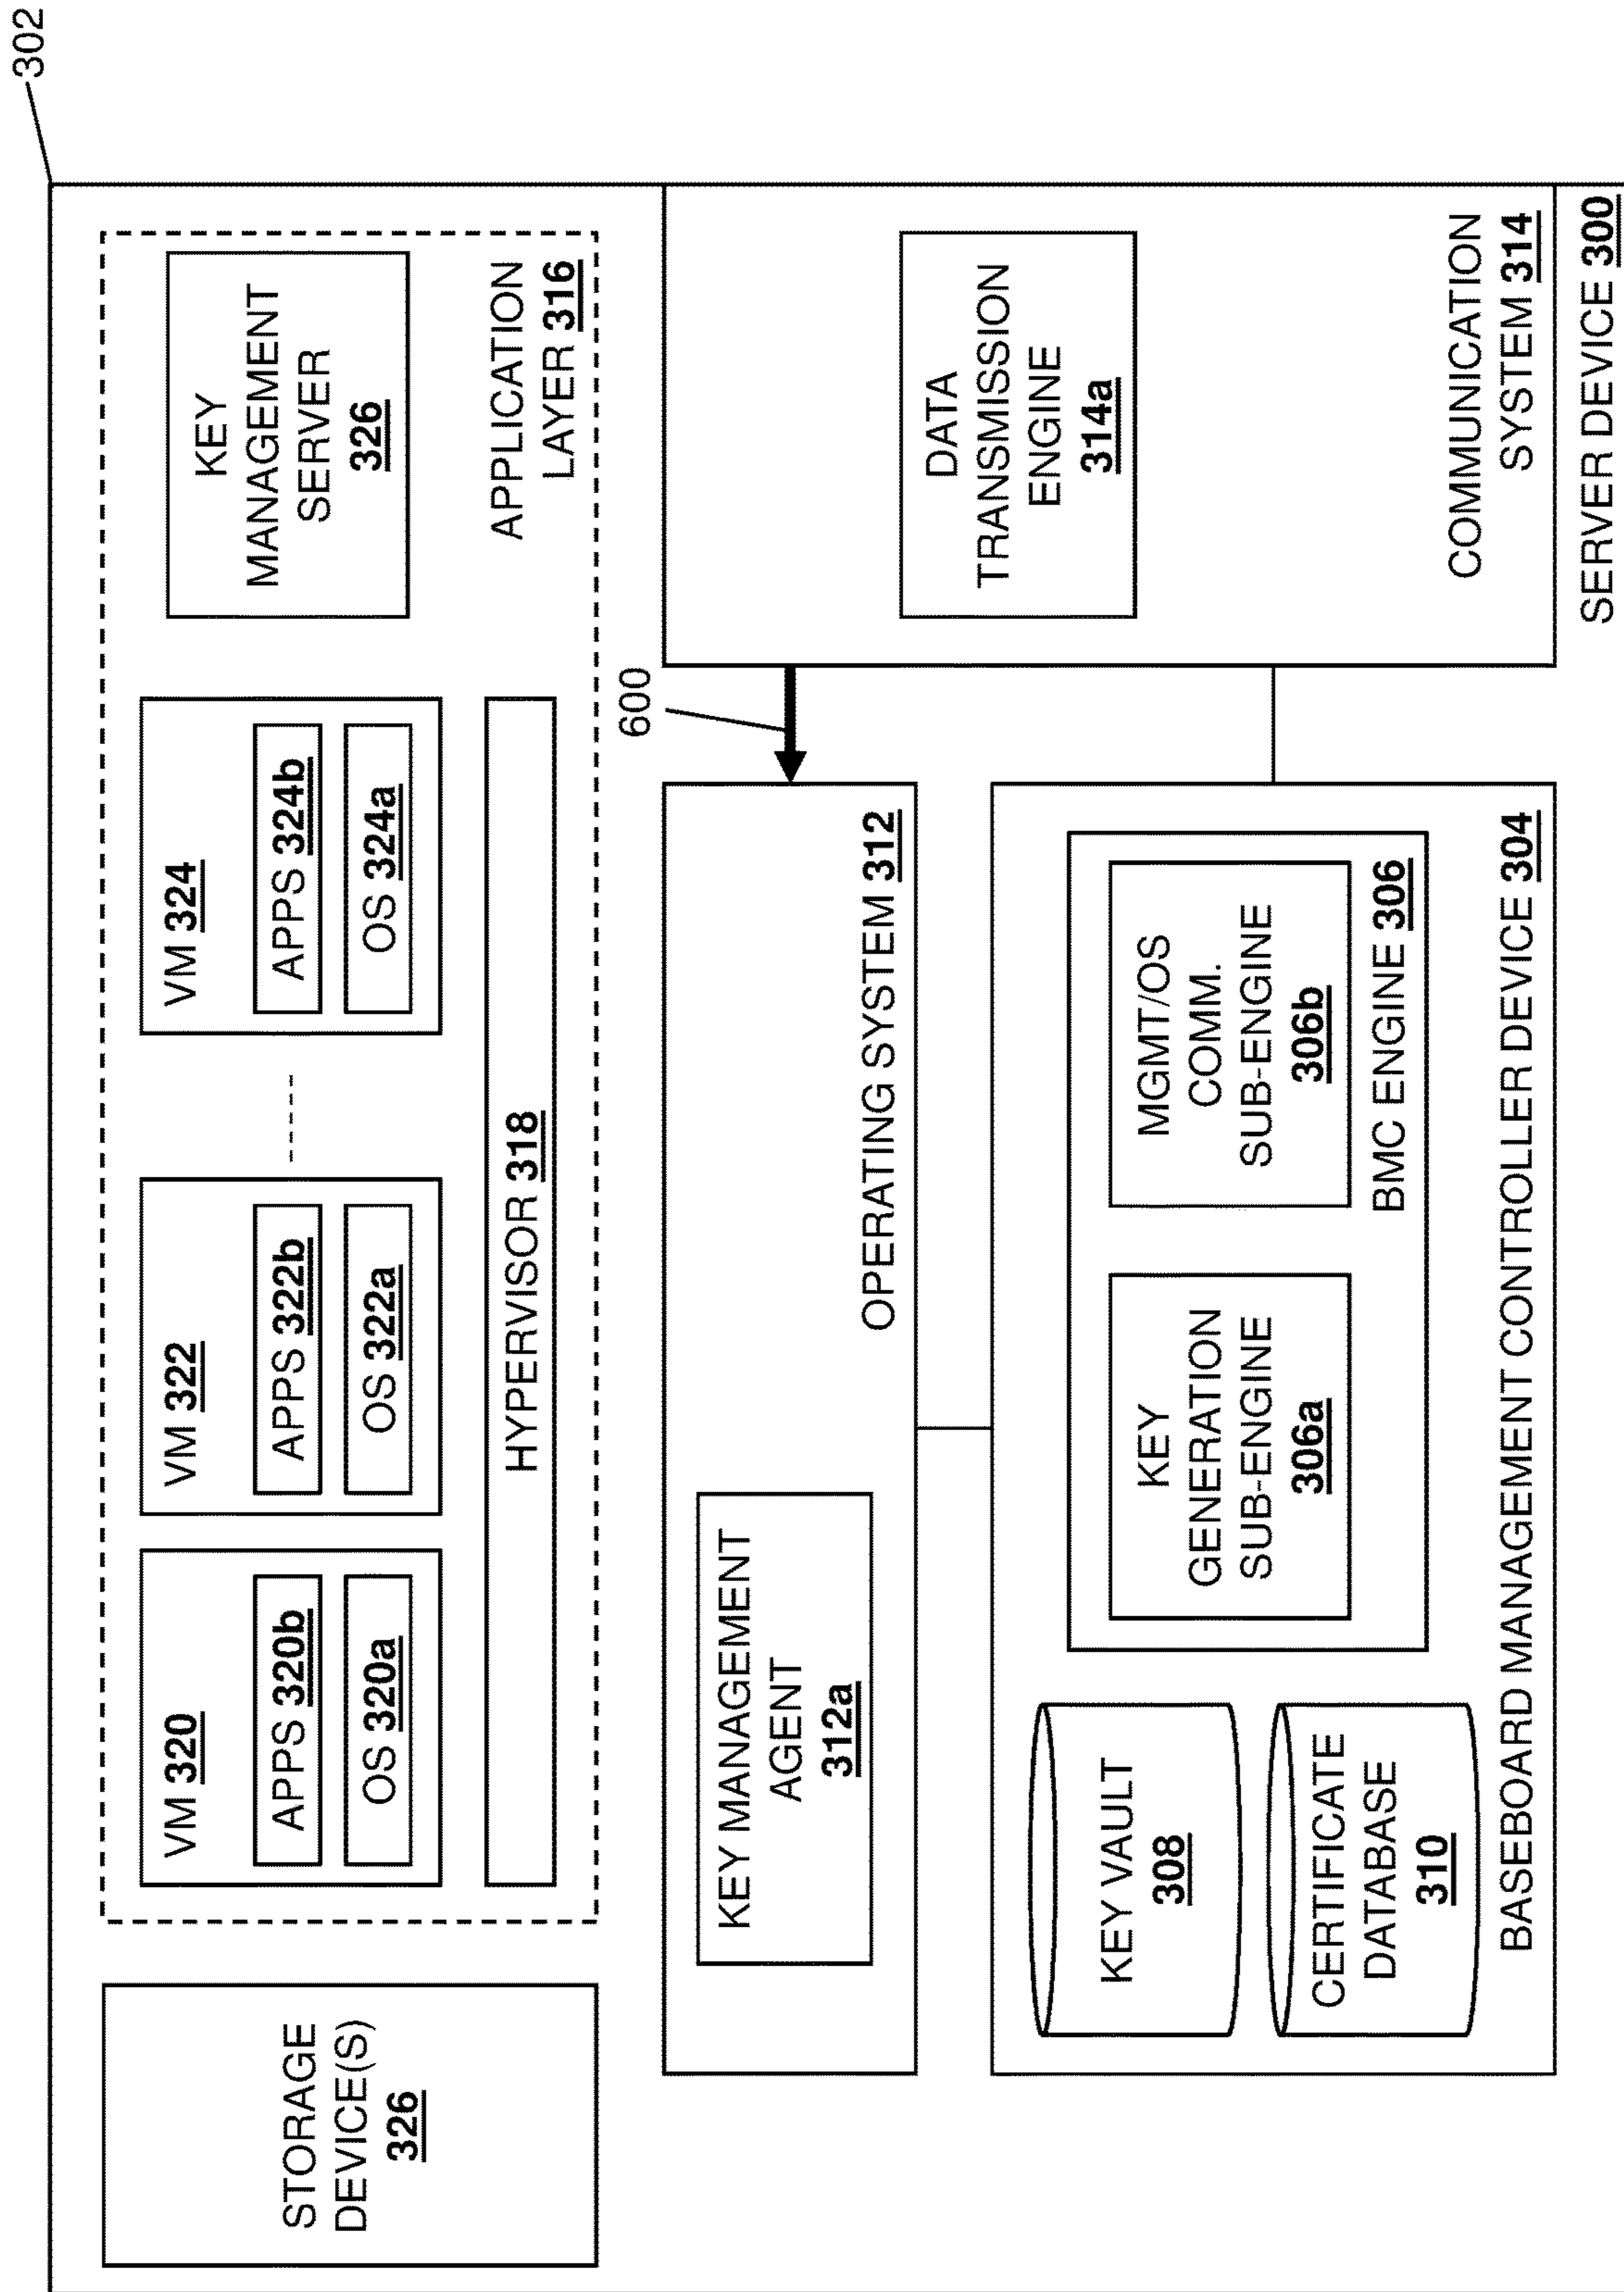 302
STORAGE
DEVICE(S)
326
VM 320
APPS 320b
OS 320a
VM 322
APPS 322b
OS 322a
VM 324
APPS 324b
OS 324a
HYPERVISOR 318
KEY
MANAGEMENT
SERVER
326
APPLICATION
LAYER 316
600
KEY MANAGEMENT
AGENT
312a
OPERATING SYSTEM 312
DATA
TRANSMISSION
ENGINE
314a
COMMUNICATION
SYSTEM 314
KEY VAULT
308
CERTIFICATE
DATABASE
310
KEY
GENERATION
SUB-ENGINE
306a
MGMT/OS
COMM.
SUB-ENGINE
306b
BMC ENGINE 306
BASEBOARD MANAGEMENT CONTROLLER DEVICE 304
SERVER DEVICE 300